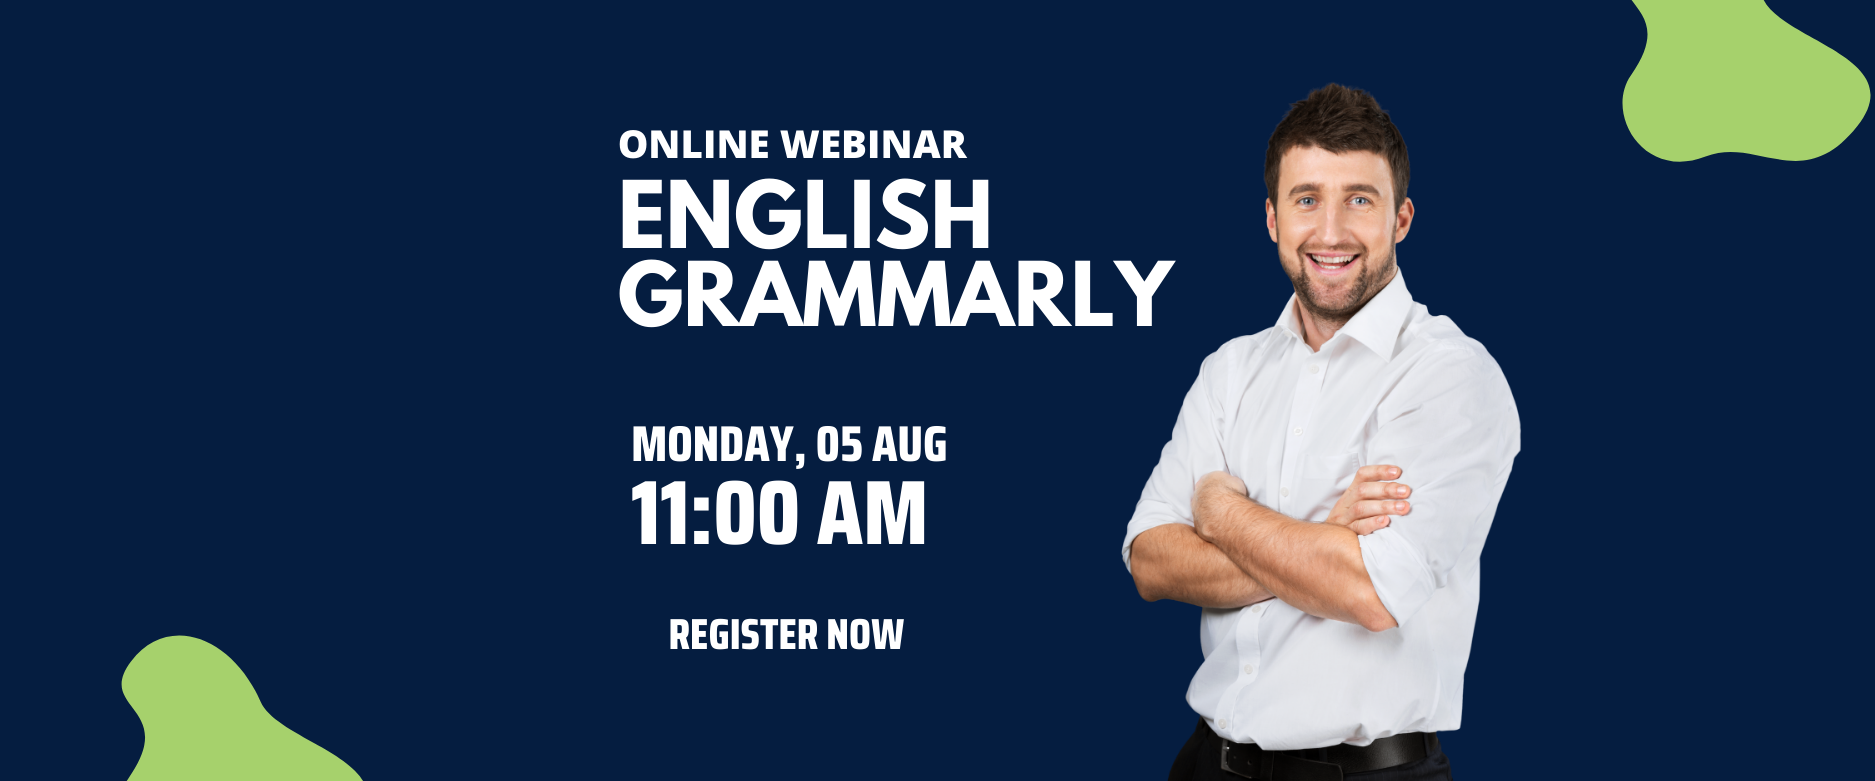 ONLINE WEBINAR
ENGLISH
GRAMMARLY
MONDAY, 05 AUG
11:00 AM
REGISTER NOW